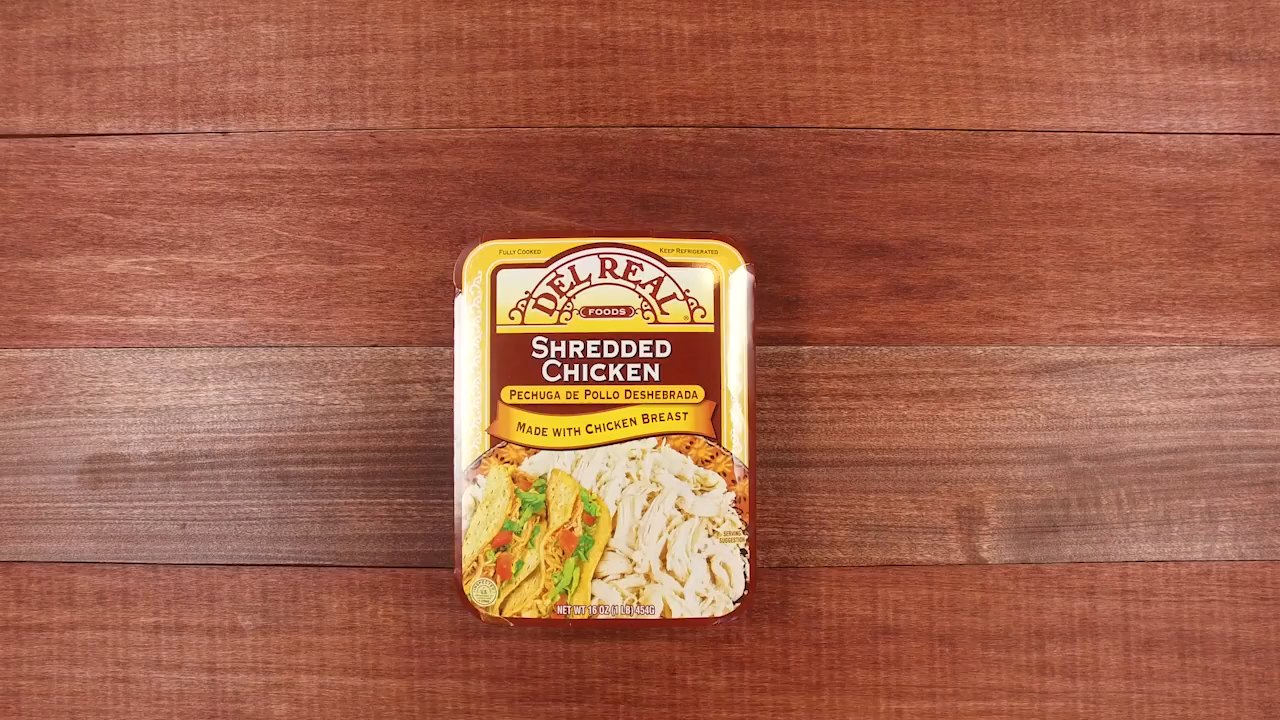 FULLY COOKED
KEEP REFRIGERATED
DEL REAL
FOODS
SHREDDED
CHICKEN
PECHUGA DE POLLO DESHEBRADA
MADE WITH CHICKEN BREAST
SERVING
SUGGESTION
NET WT 16 OZ (1 LB) 454G